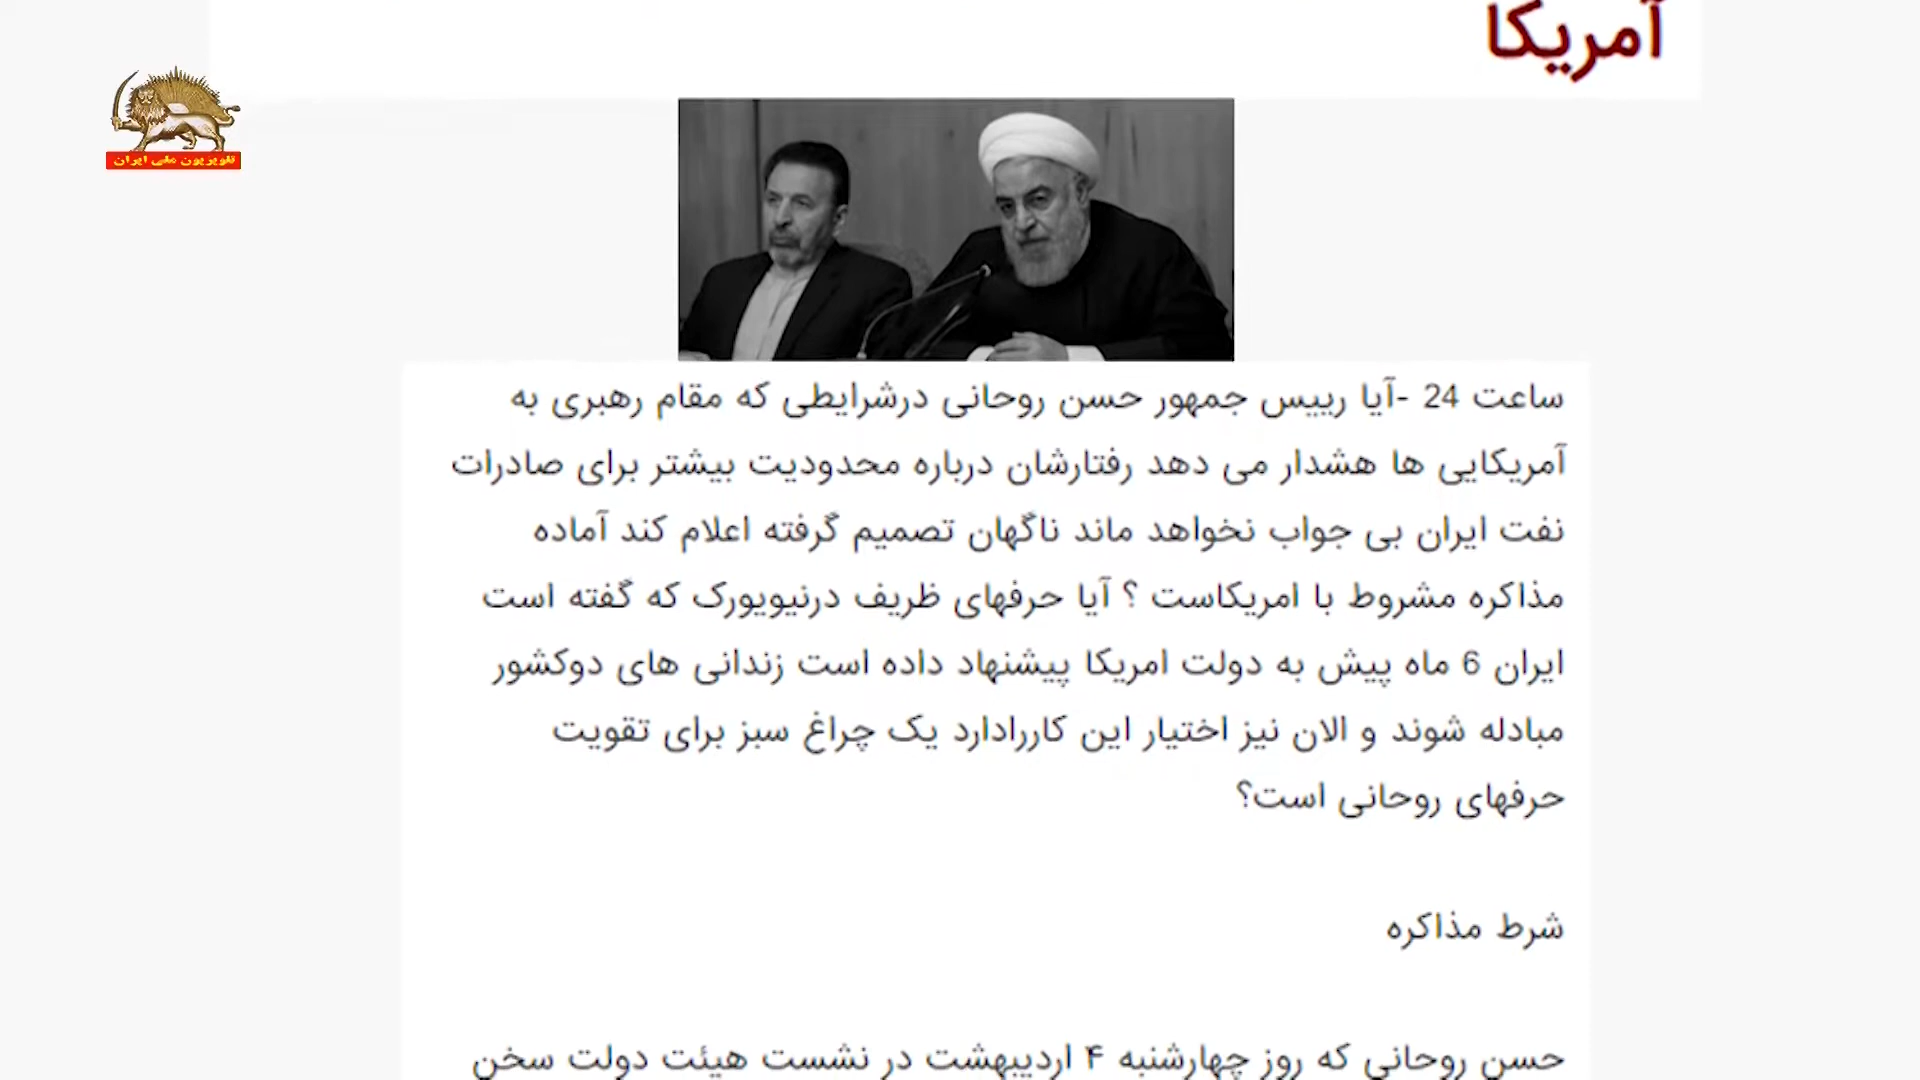 آمریکا
تلویزیون ملی ایران
ساعت 24 -آیا رییس جمهور حسن روحانی درشرایطی که مقام رهبری به
آمریکایی ها هشدار می دهد رفتارشان درباره محدودیت بیشتر برای صادرات
نفت ایران بی جواب نخواهد ماند ناگهان تصمیم گرفته اعلام کند آماده
مذاکره مشروط با امریکاست ؟ آیا حرفهای ظریف درنیویورک که گفته است
ایران 6 ماه پیش به دولت امریکا پیشنهاد داده است زندانی های دوکشور
مبادله شوند و الان نیز اختیار این کاررادارد یک چراغ سبز برای تقویت
حرفهای روحانی است؟
شرط مذاکره
حسن روحانی که روز چهارشنبه ۴ اردیبهشت در نشست هیئت دولت سخن